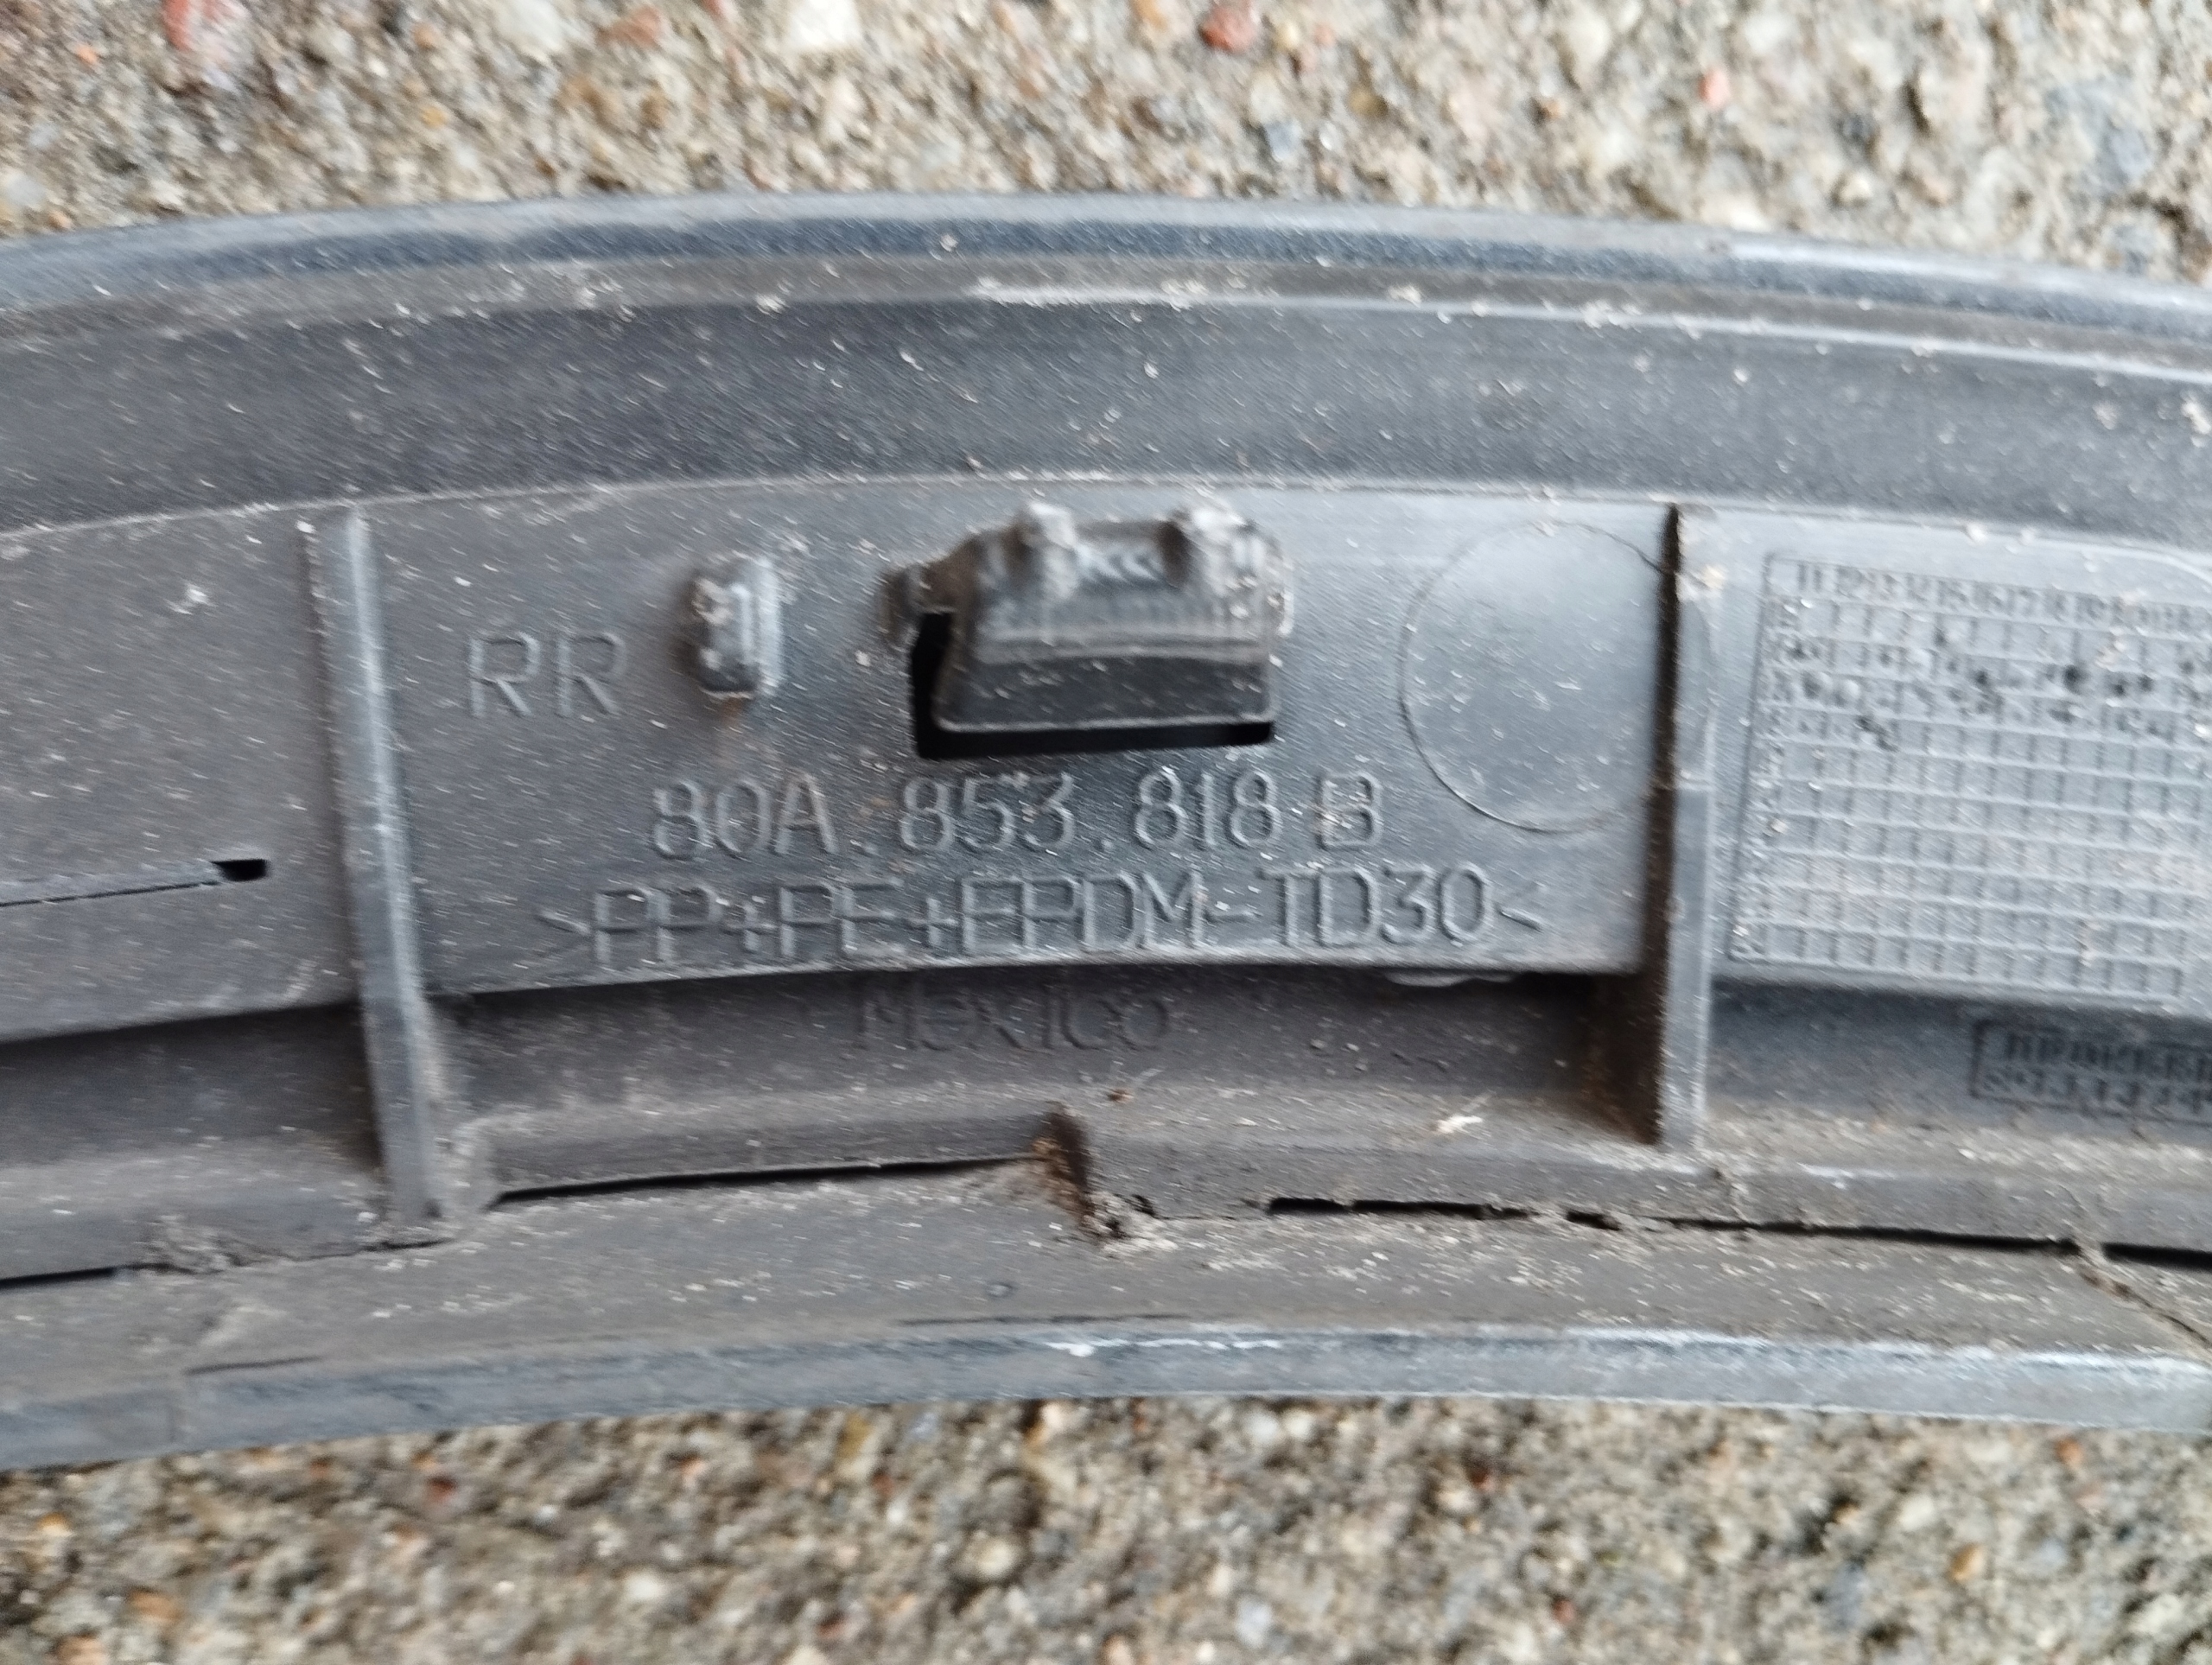 RR
80A.853.818 B
>PP+PE+EPDM-TD30<
Mexico